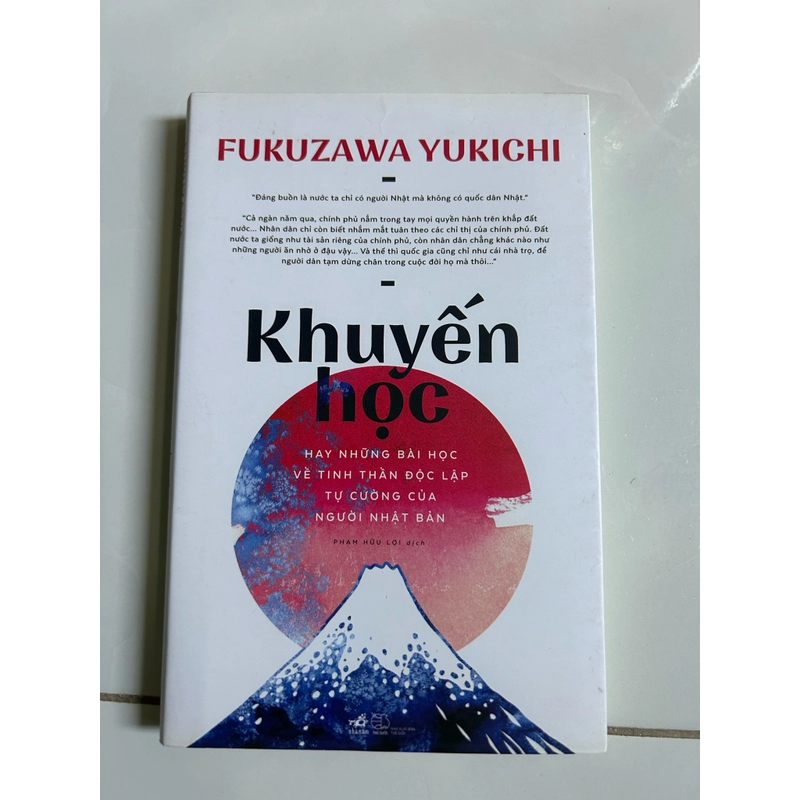 FUKUZAWA YUKICHI
"Đáng buồn là nước ta chỉ có người Nhật mà không có quốc dân Nhật."
"Cả ngàn năm qua, chính phủ nắm trong tay mọi quyền hành trên khắp đất
nước... Nhân dân chỉ còn biết nhắm mắt tuân theo các chỉ thị của chính phủ. Đất
nước ta giống như tài sản riêng của chính phủ, còn nhân dân chẳng khác nào như
những người ăn nhờ ở đậu vậy... Và thế thì quốc gia cũng chỉ như cái nhà trọ, để
người dân tạm dừng chân trong cuộc đời họ mà thôi..."
Khuyến
học
HAY NHỮNG BÀI HỌC
VỀ TINH THẦN ĐỘC LẬP
TỰ CƯỜNG CỦA
NGƯỜI NHẬT BẢN
PHẠM HỮU LỢI dịch